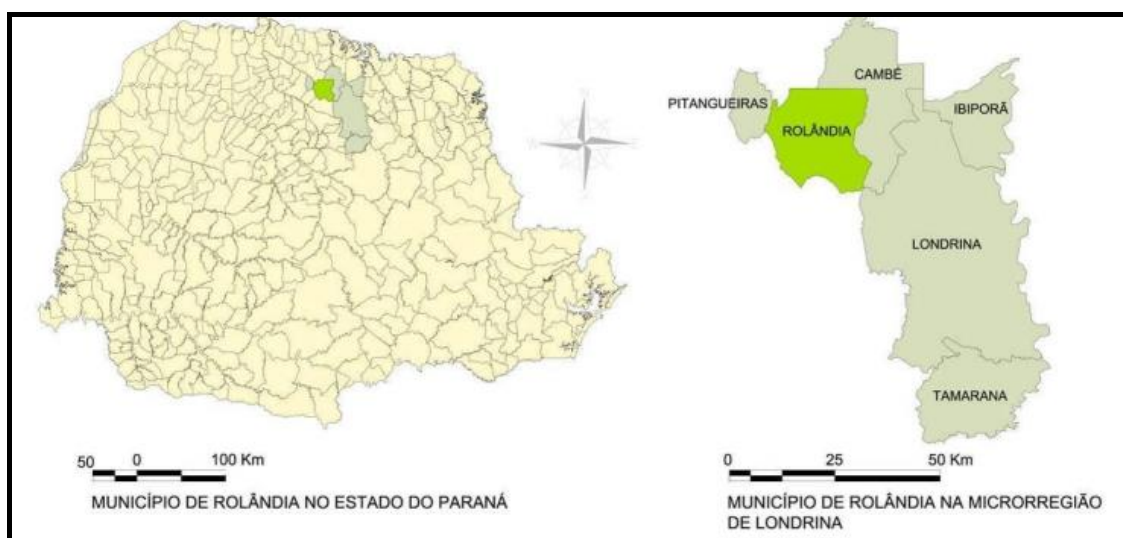 CAMBÉ
PITANGUEIRAS
IBIPORÃ
ROLÂNDIA
LONDRINA
TAMARANA
50 0 100 Km
MUNICÍPIO DE ROLÂNDIA NO ESTADO DO PARANÁ
0 25 50 Km
MUNICÍPIO DE ROLÂNDIA NA MICRORREGIÃO
DE LONDRINA